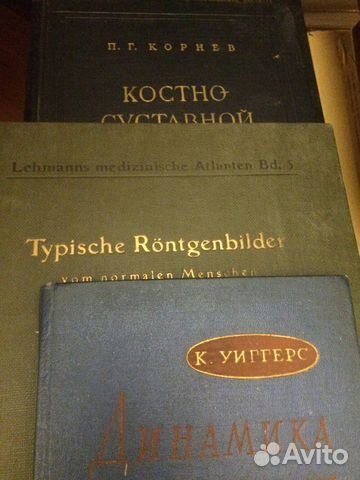 П. Г. КОРНЕВ
КОСТНО-
СУСТАВНОЙ
Lehmanns medizinische Atlanten Bd. 5
Typische Röntgenbilder
vom normalen Menschen
К. УИГГЕРС
ДИНАМИКА
Avito